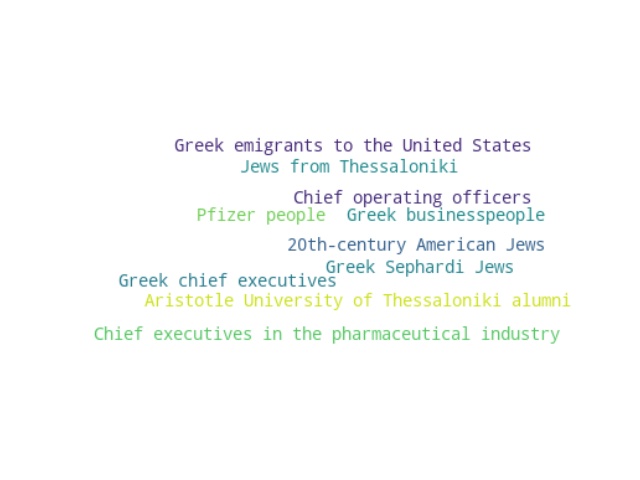 Greek emigrants to the United States
Jews from Thessaloniki
Chief operating officers
Pfizer people Greek businesspeople
20th-century American Jews
Greek Sephardi Jews
Greek chief executives
Aristotle University of Thessaloniki alumni
Chief executives in the pharmaceutical industry